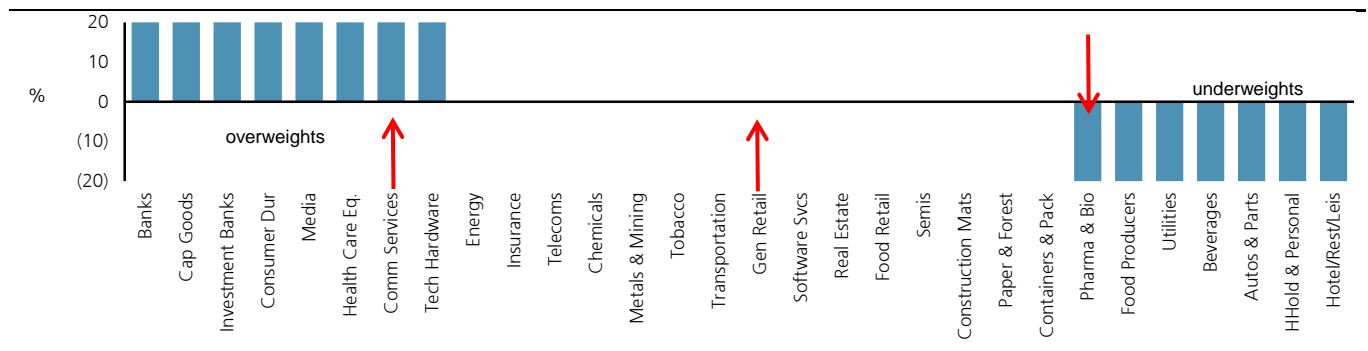 20
10
%
0
(10)
(20)
overweights
underweights
Banks
Cap Goods
Investment Banks
Consumer Dur
Media
Health Care Eq.
Comm Services
Tech Hardware
Energy
Insurance
Telecoms
Chemicals
Metals & Mining
Tobacco
Transportation
Gen Retail
Software Svcs
Real Estate
Food Retail
Semis
Construction Mats
Paper & Forest
Containers & Pack
Pharma & Bio
Food Producers
Utilities
Beverages
Autos & Parts
HHold & Personal
Hotel/Rest/Leis